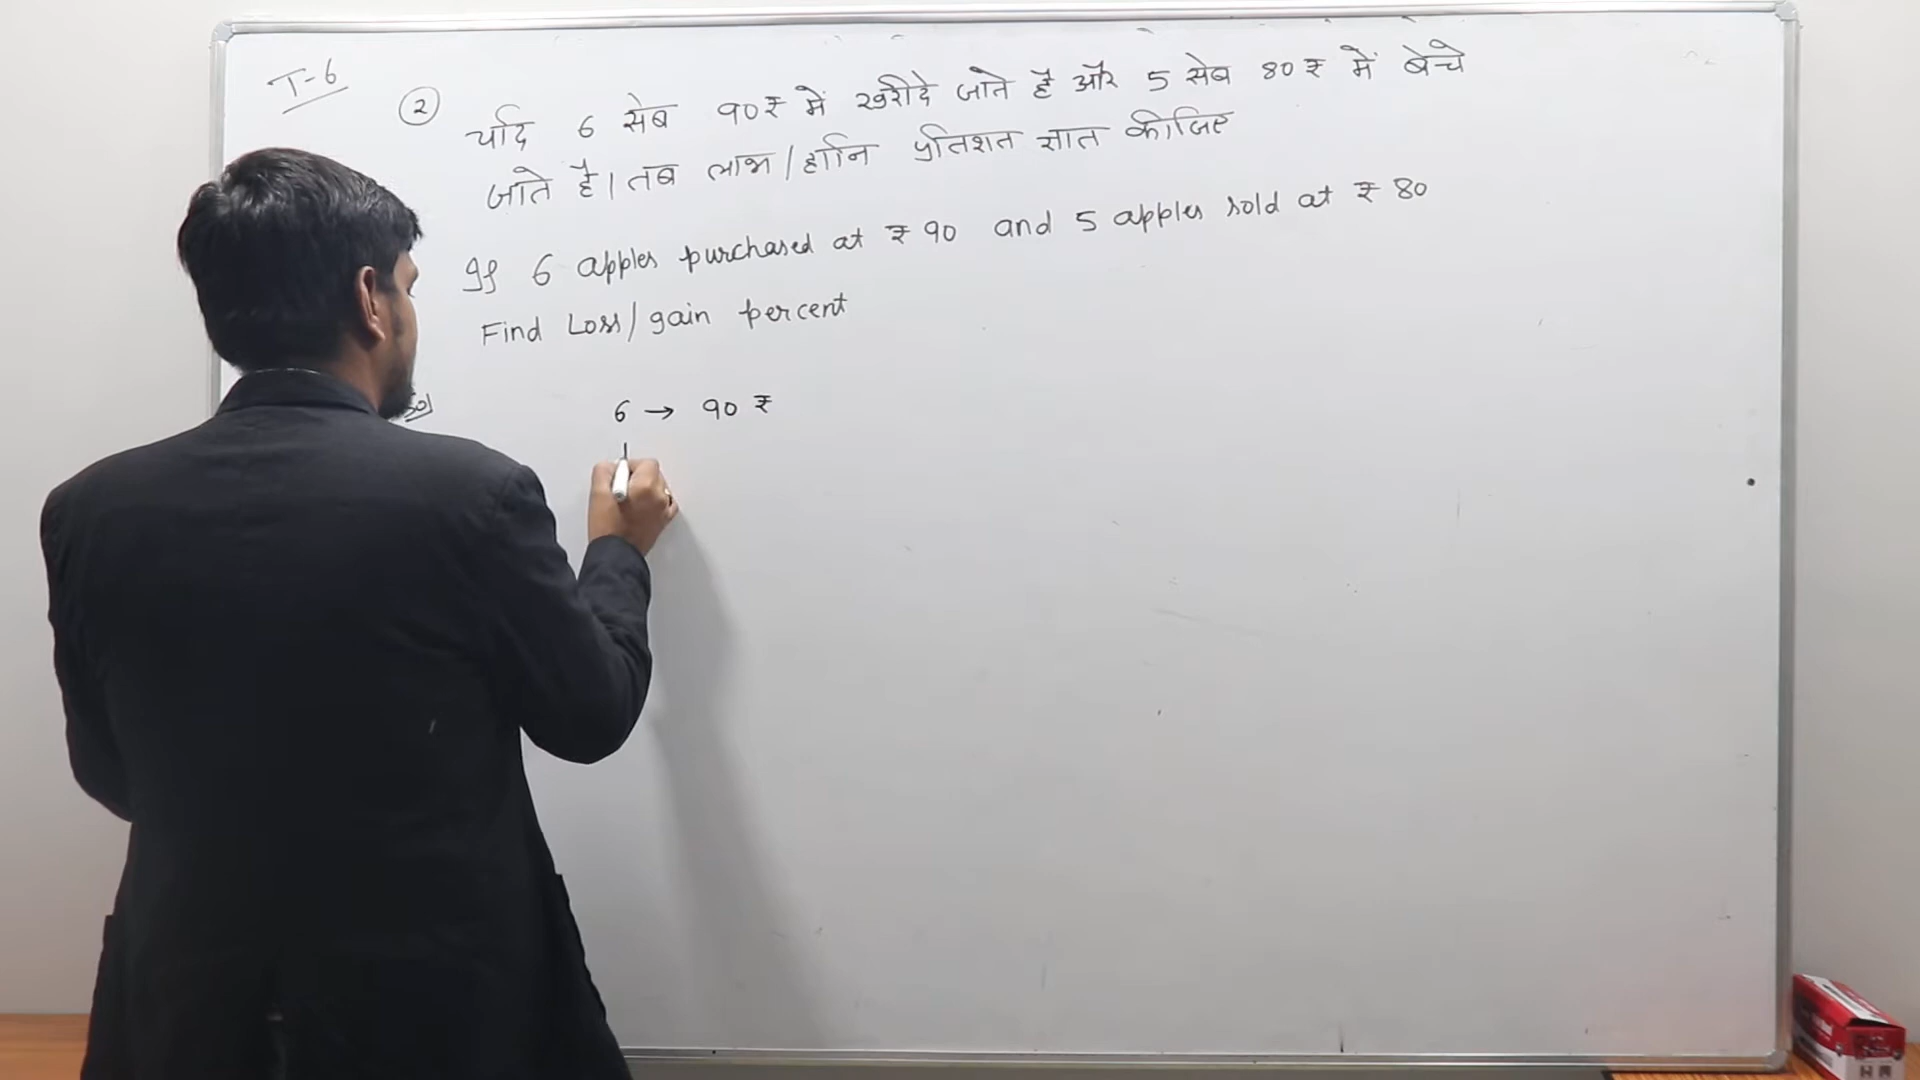 T-6
② यदि 6 सेब 90₹ में खरीदे जाते है और 5 सेब 80₹ में बेचे
जाते है। तब लाभ/हानि प्रतिशत ज्ञात कीजिए
If 6 apples purchased at ₹90 and 5 apples sold at ₹ 80
Find Loss/gain percent
6 → 90 ₹